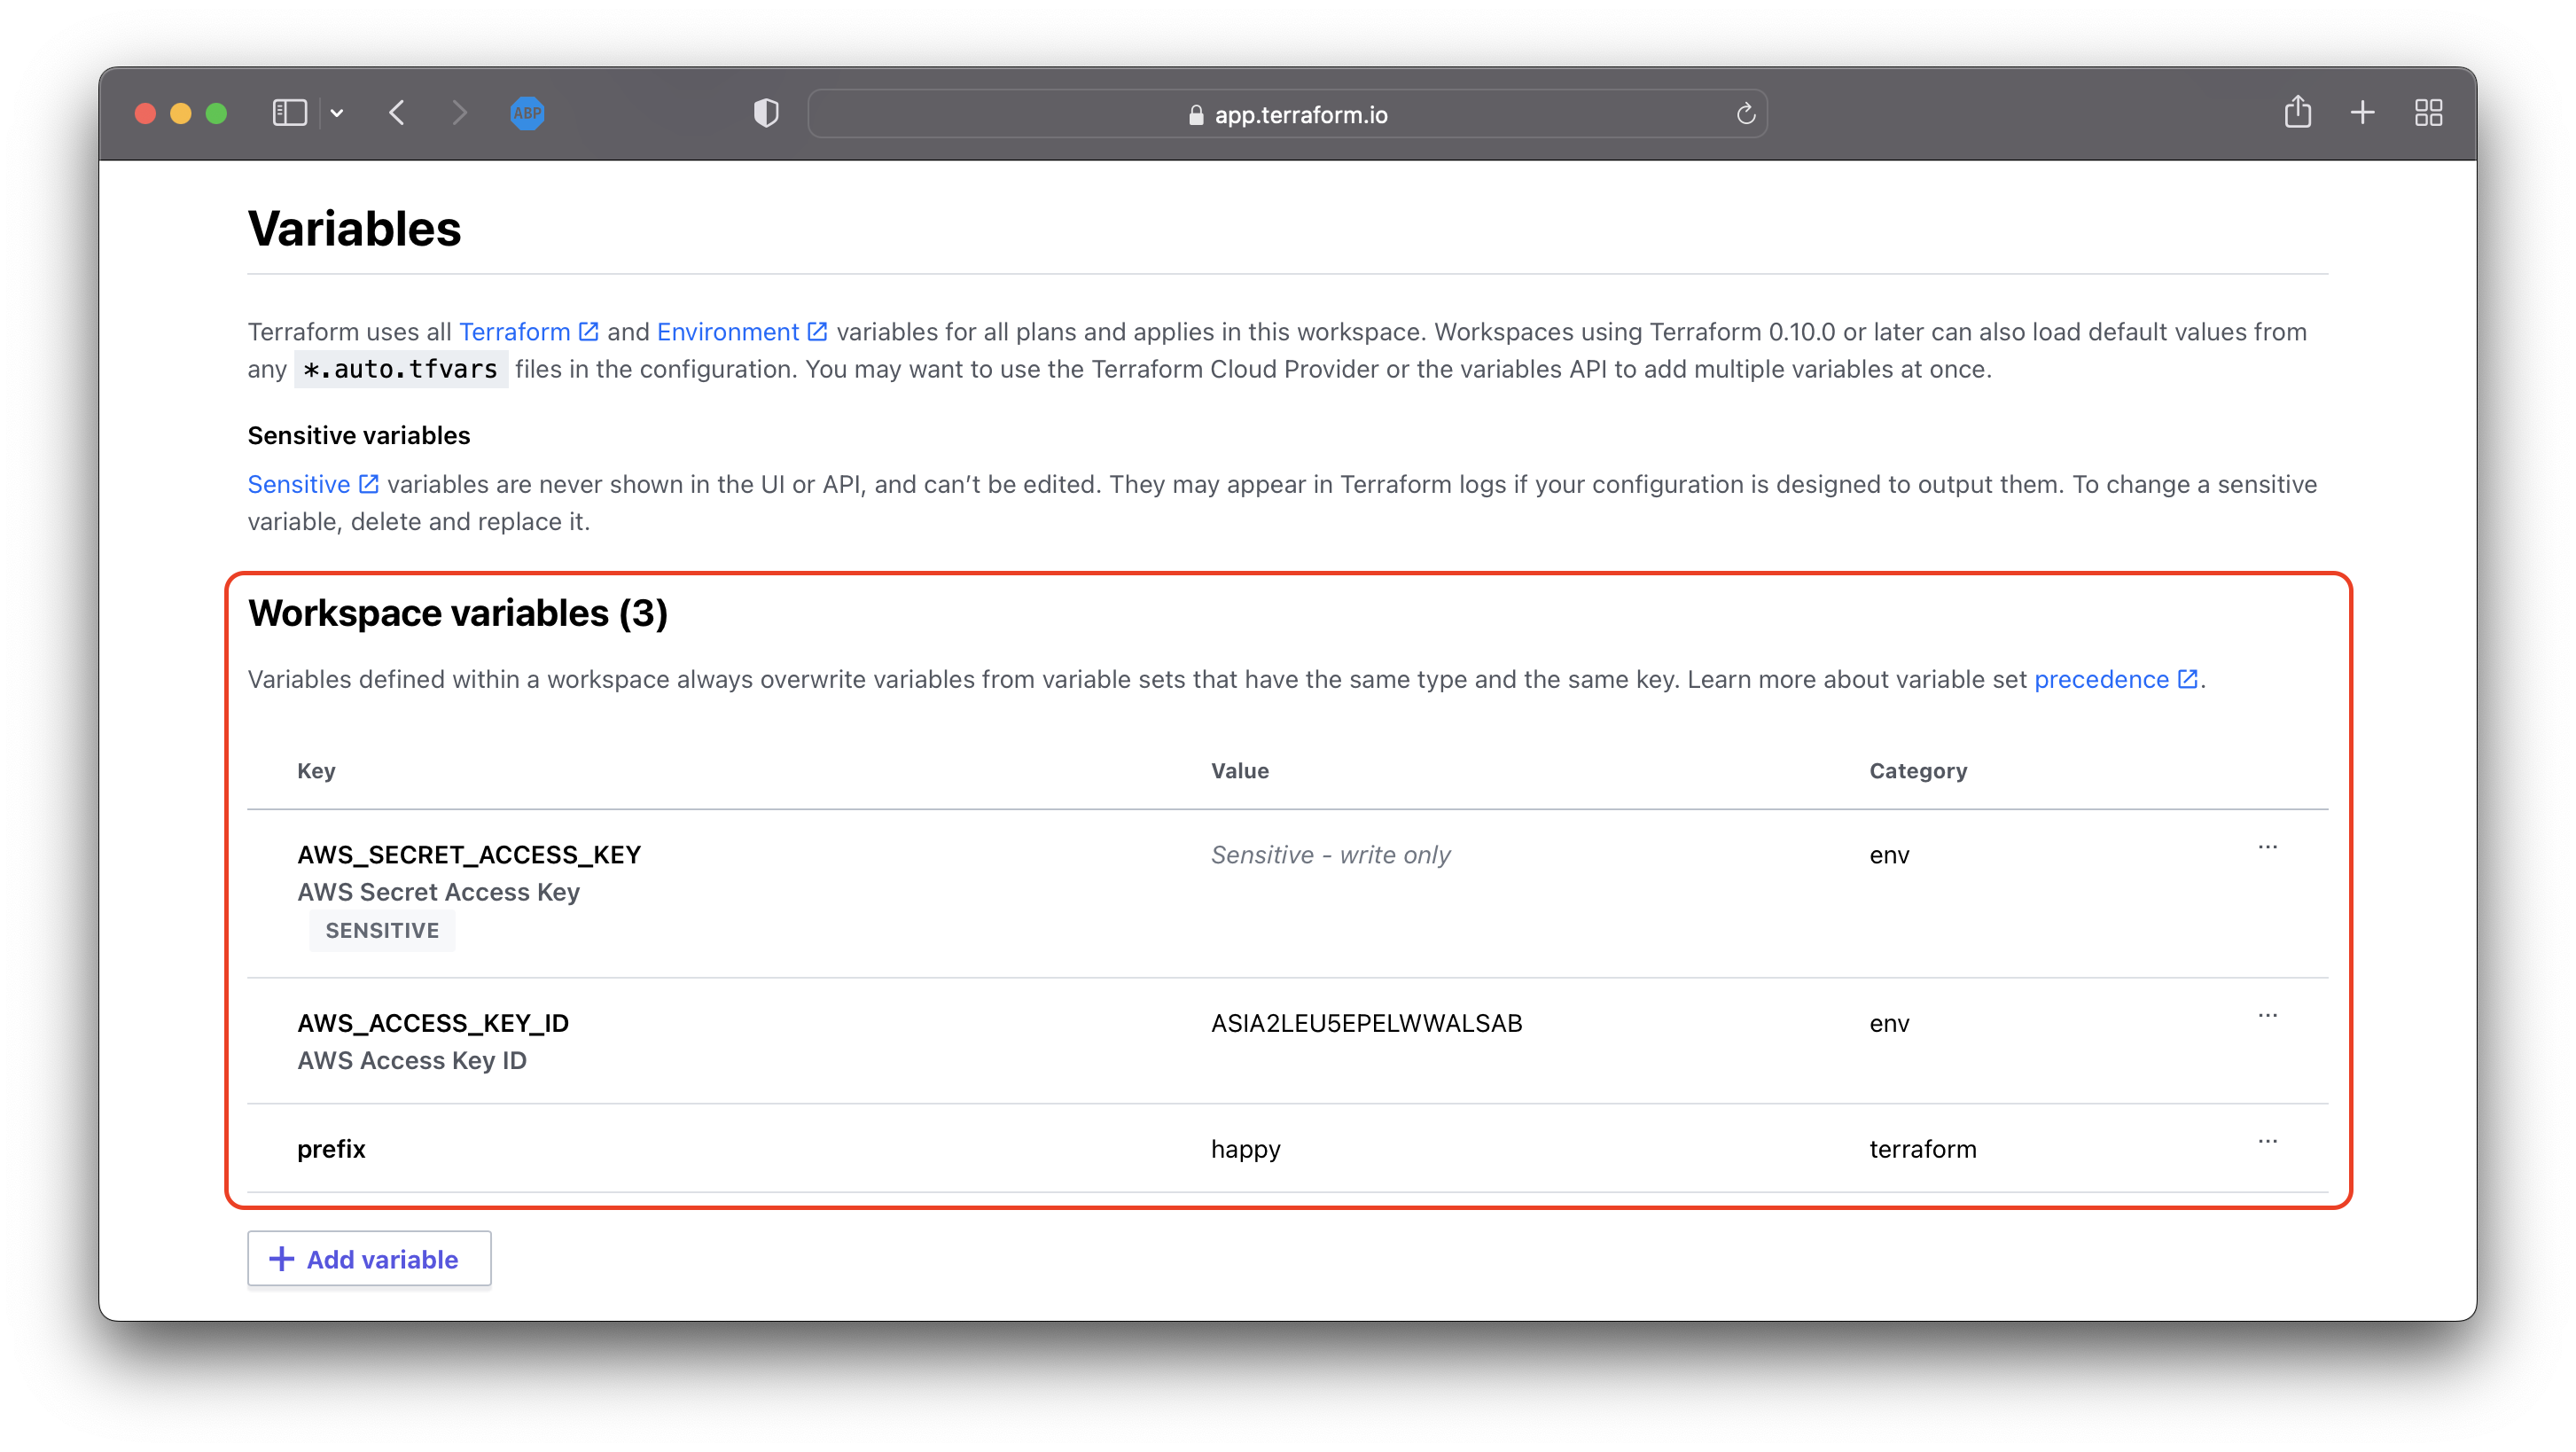 ABP
app.terraform.io
Variables
Terraform uses all Terraform and Environment variables for all plans and applies in this workspace. Workspaces using Terraform 0.10.0 or later can also load default values from
any *.auto.tfvars files in the configuration. You may want to use the Terraform Cloud Provider or the variables API to add multiple variables at once.
Sensitive variables
Sensitive variables are never shown in the UI or API, and can’t be edited. They may appear in Terraform logs if your configuration is designed to output them. To change a sensitive
variable, delete and replace it.
Workspace variables (3)
Variables defined within a workspace always overwrite variables from variable sets that have the same type and the same key. Learn more about variable set precedence.
Key Value Category
AWS_SECRET_ACCESS_KEY Sensitive - write only env ...
AWS Secret Access Key
SENSITIVE
AWS_ACCESS_KEY_ID ASIA2LEU5EPELWWALSAB env ...
AWS Access Key ID
prefix happy terraform ...
+ Add variable